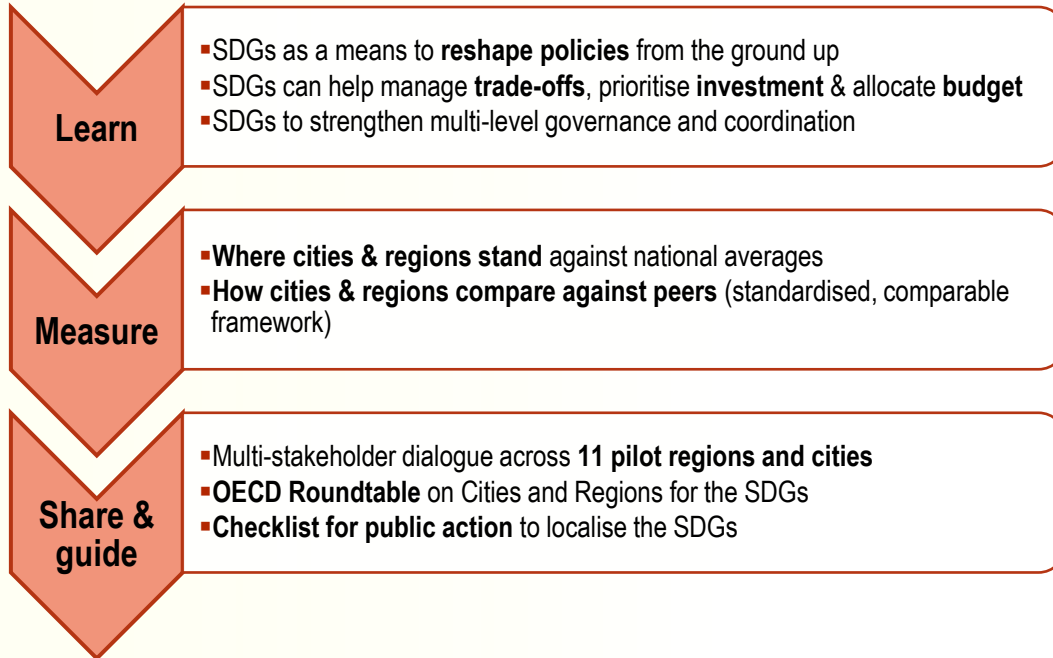 Learn
▪SDGs as a means to reshape policies from the ground up
▪SDGs can help manage trade-offs, prioritise investment & allocate budget
▪SDGs to strengthen multi-level governance and coordination
Measure
▪Where cities & regions stand against national averages
▪How cities & regions compare against peers (standardised, comparable
framework)
Share &
guide
▪Multi-stakeholder dialogue across 11 pilot regions and cities
▪OECD Roundtable on Cities and Regions for the SDGs
▪Checklist for public action to localise the SDGs